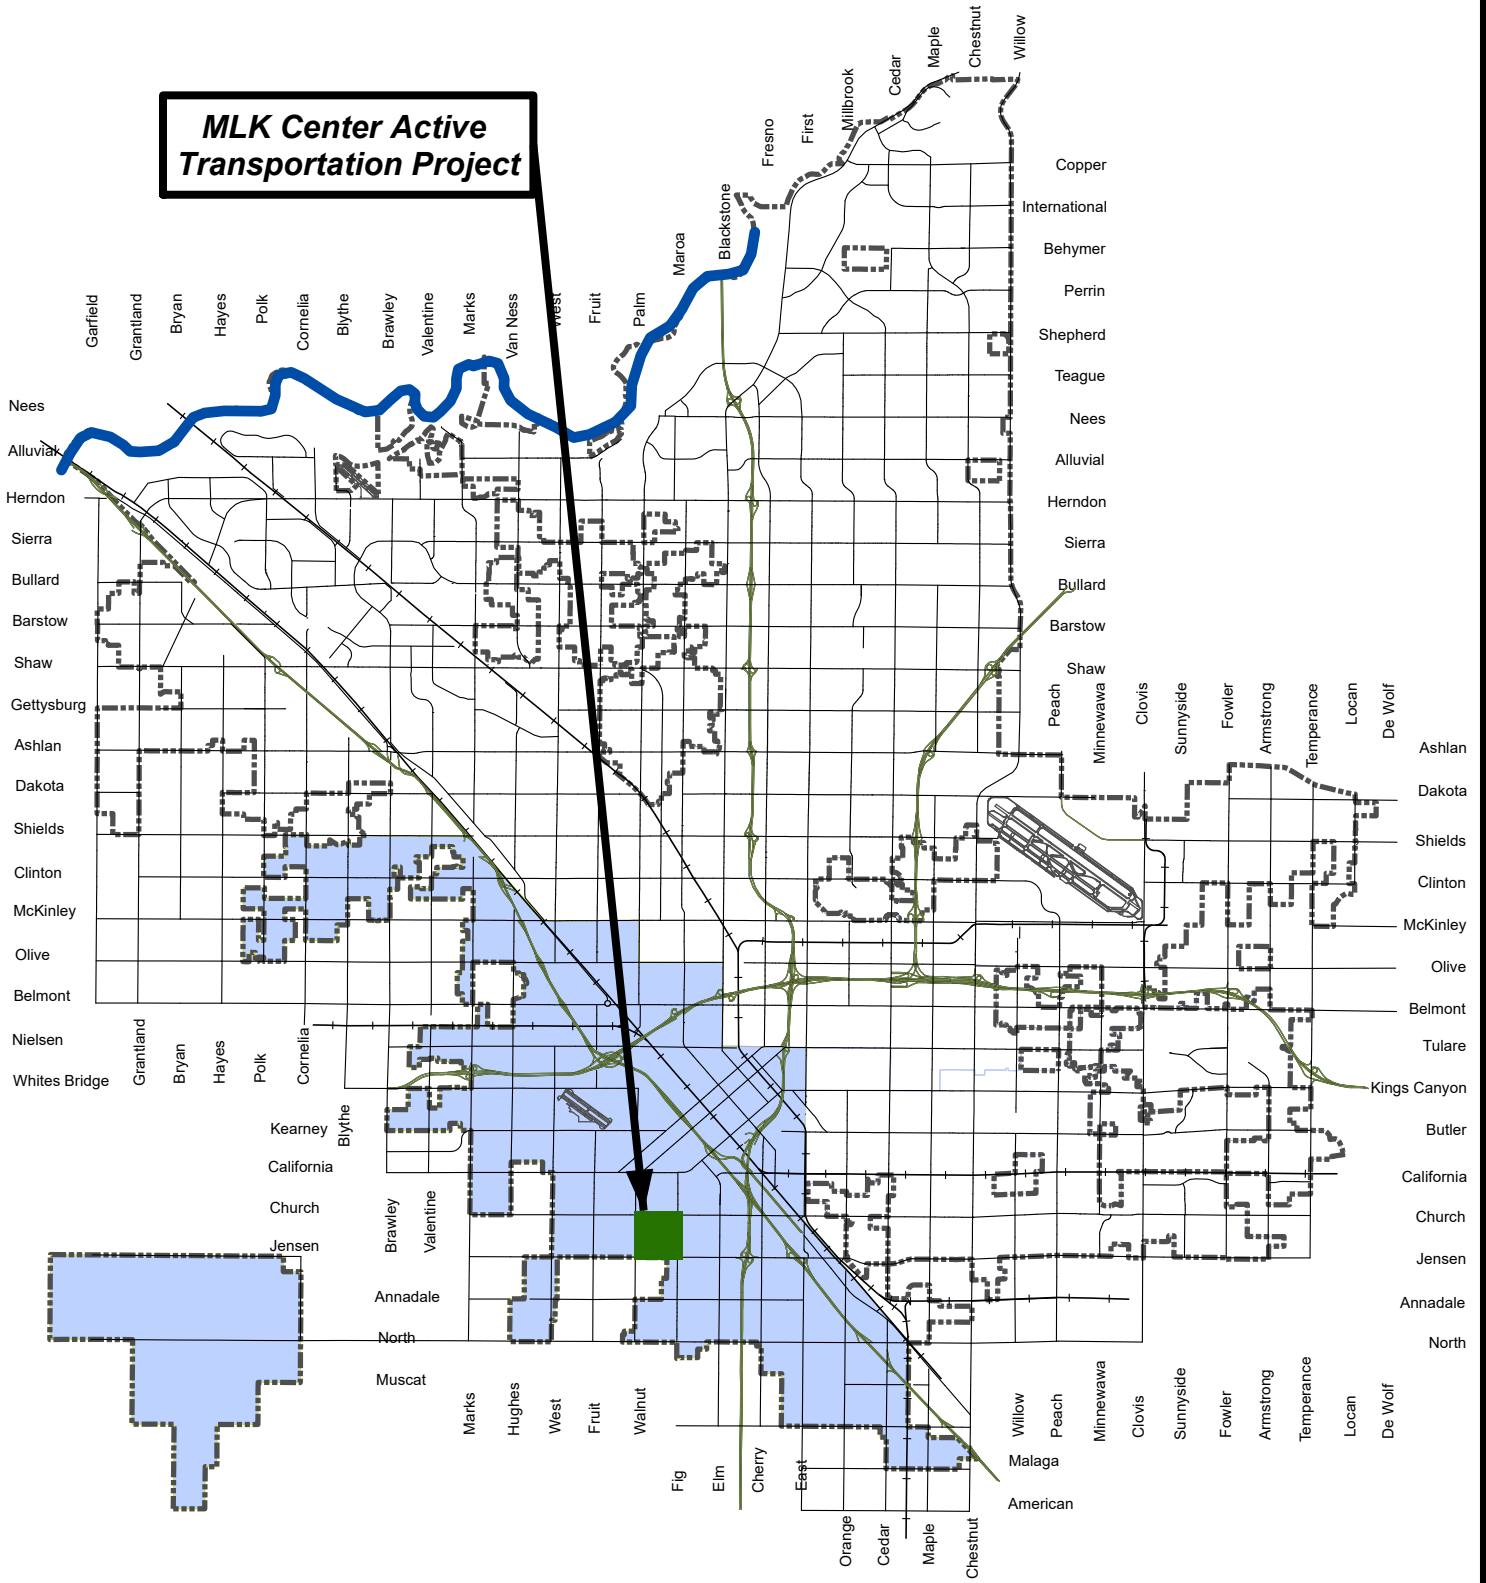 MLK Center Active
Transportation Project
Fresno
First
Millbrook
Cedar
Maple
Chestnut
Willow
Garfield
Grantland
Bryan
Hayes
Polk
Cornelia
Blythe
Brawley
Valentine
Marks
Van Ness
West
Fruit
Palm
Maroa
Blackstone
Copper
International
Behymer
Perrin
Shepherd
Teague
Nees
Alluvial
Herndon
Sierra
Bullard
Barstow
Shaw
Nees
Alluvial
Herndon
Sierra
Bullard
Barstow
Shaw
Gettysburg
Ashlan
Dakota
Shields
Clinton
McKinley
Olive
Belmont
Nielsen
Whites Bridge
Peach
Minnewawa
Clovis
Sunnyside
Fowler
Armstrong
Temperance
Locan
De Wolf
Ashlan
Dakota
Shields
Clinton
McKinley
Olive
Belmont
Tulare
Kings Canyon
Butler
California
Church
Jensen
Annadale
North
Grantland
Bryan
Hayes
Polk
Cornelia
Blythe
Kearney
California
Church
Jensen
Brawley
Valentine
Annadale
North
Muscat
Marks
Hughes
West
Fruit
Walnut
Fig
Elm
Cherry
East
Orange
Cedar
Maple
Chestnut
Willow
Peach
Minnewawa
Clovis
Sunnyside
Fowler
Armstrong
Temperance
Locan
De Wolf
Malaga
American